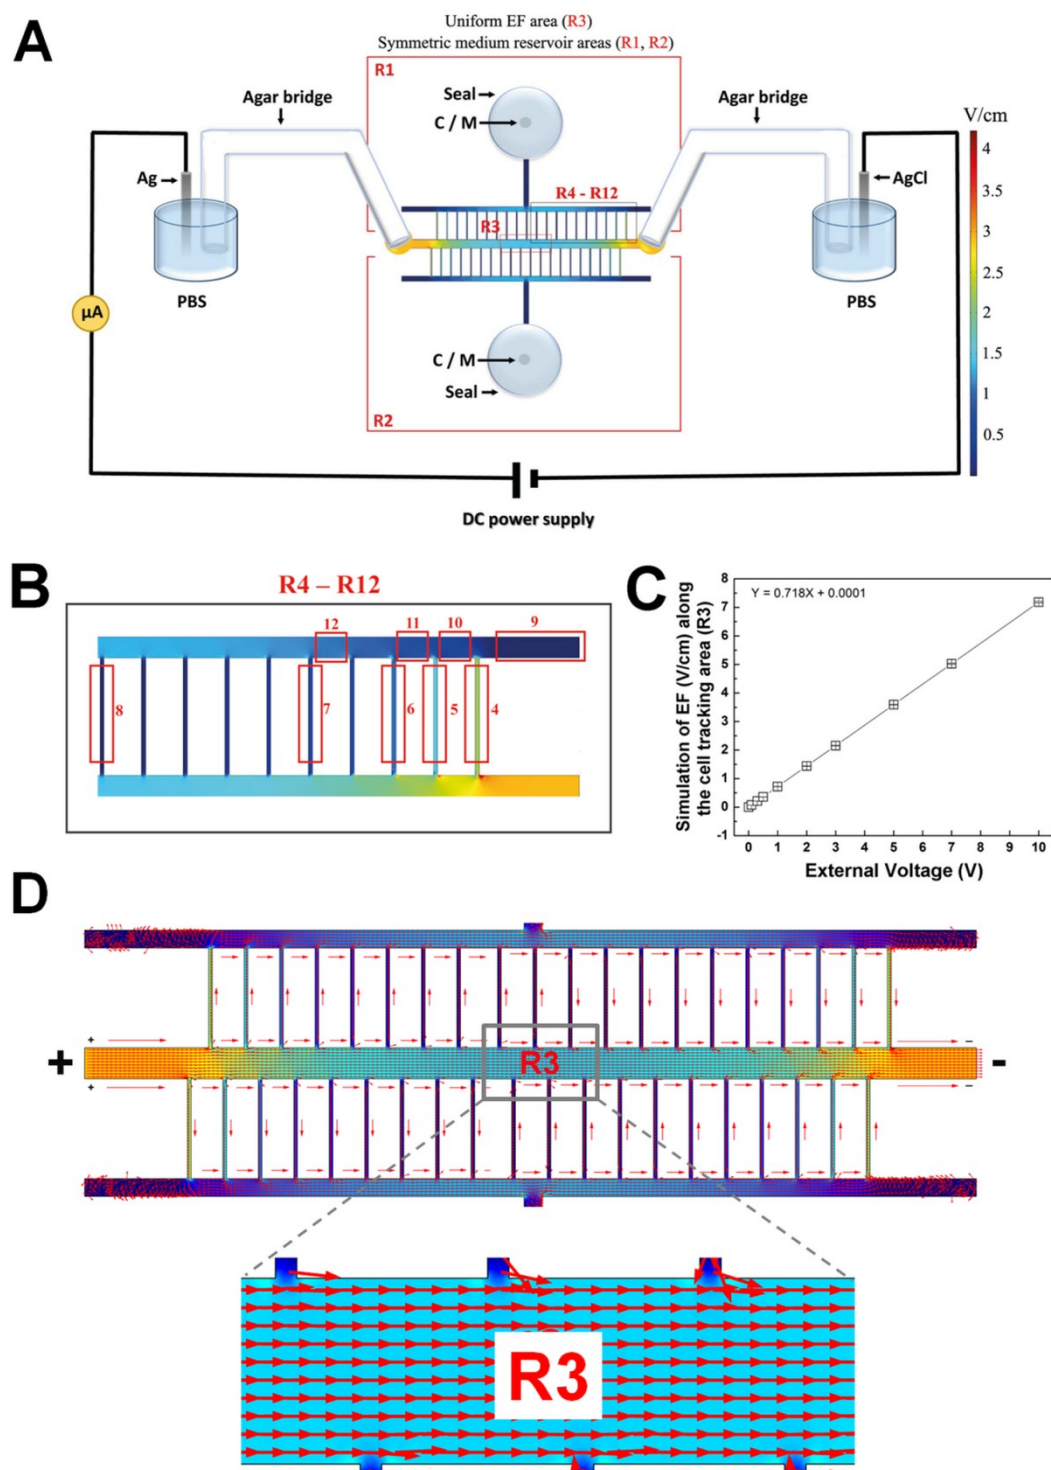 A
Uniform EF area (R3)
Symmetric medium reservoir areas (R1, R2)
R1
Seal
C / M
Agar bridge
Agar bridge
V/cm
4
3.5
3
2.5
2
1.5
1
0.5
Ag
AgCl
R4 - R12
R3
PBS
PBS
µA
C / M
Seal
R2
DC power supply
B
R4 – R12
12
11
10
9
8
7
6
5
4
C
Y = 0.718X + 0.0001
Simulation of EF (V/cm) along
the cell tracking area (R3)
8
7
6
5
4
3
2
1
0
-1
0 1 2 3 4 5 6 7 8 9 10
External Voltage (V)
D
+ –
+ R3 -
+ –
R3